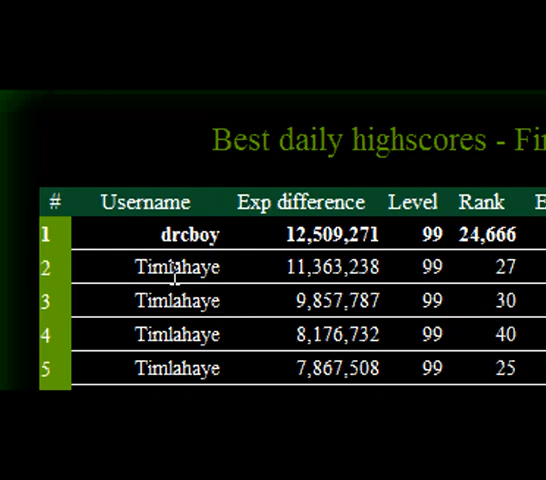 Best daily highscores - Fi
# Username Exp difference Level Rank E
1 drcboy 12,509,271 99 24,666
2 Timlahaye 11,363,238 99 27
3 Timlahaye 9,857,787 99 30
4 Timlahaye 8,176,732 99 40
5 Timlahaye 7,867,508 99 25